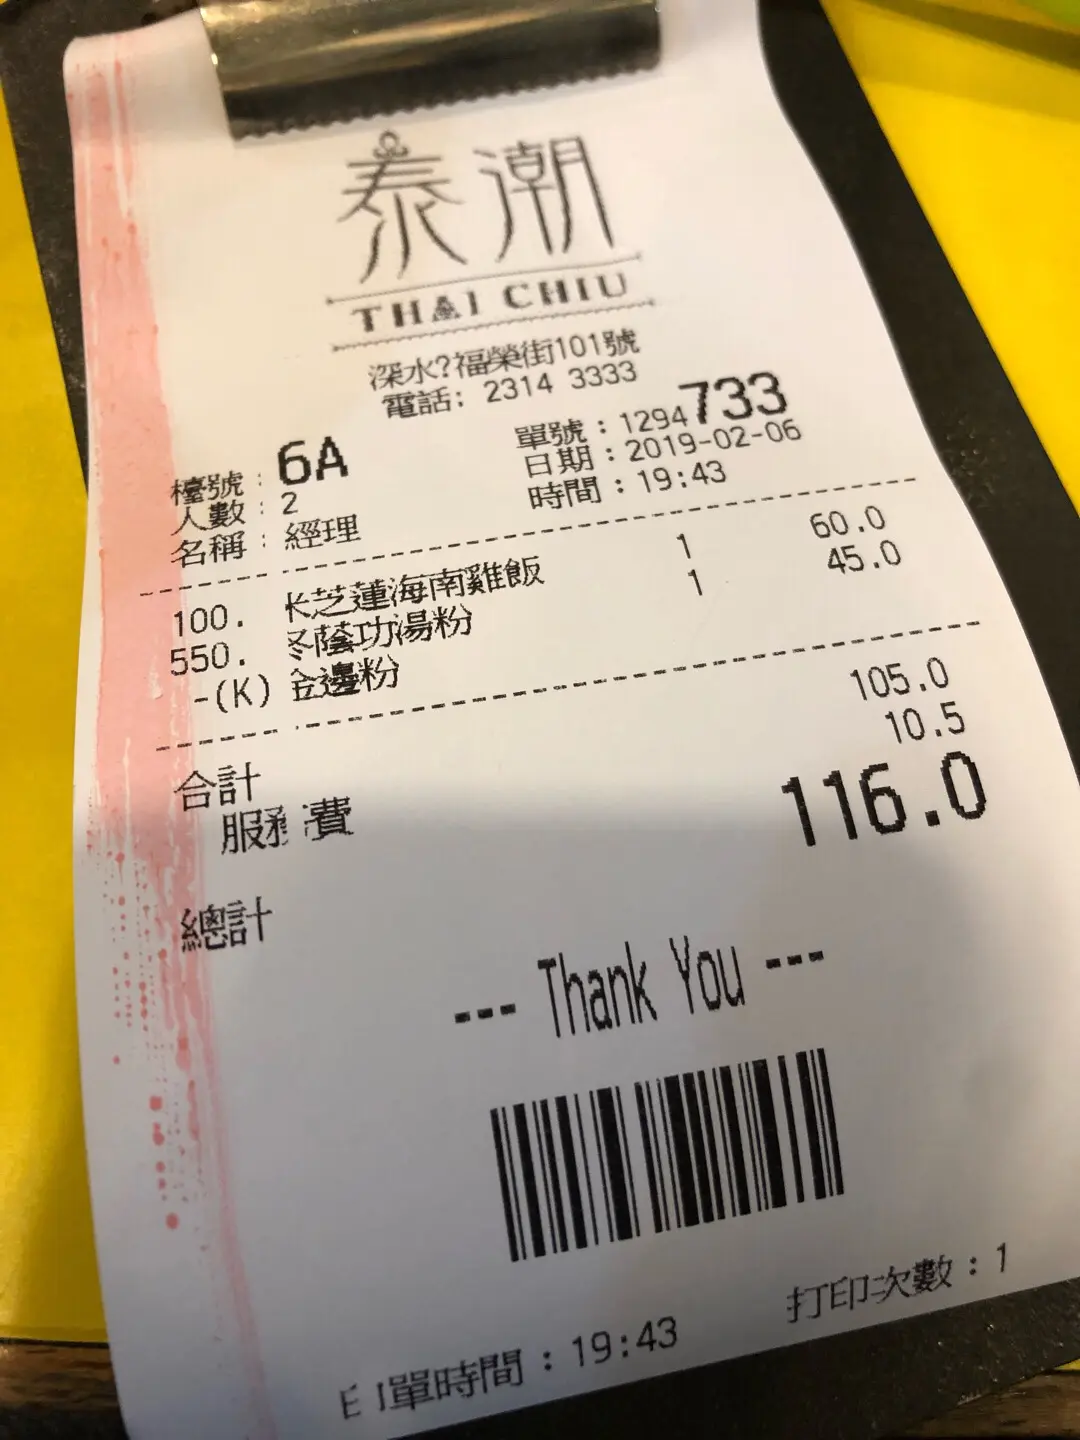 泰潮
THAI CHIU
深水?福榮街101號
電話: 2314 3333
檯號: 6A
單號: 1294733
人數: 2
日期: 2019-02-06
名稱: 經理
時間: 19:43
100. 芝蓮海南雞飯 1 60.0
550. 冬蔭功湯粉 1 45.0
-(K) 金邊粉
合計 105.0
服務費 10.5
總計 116.0
--- Thank You ---
單時間: 19:43
打印次數: 1